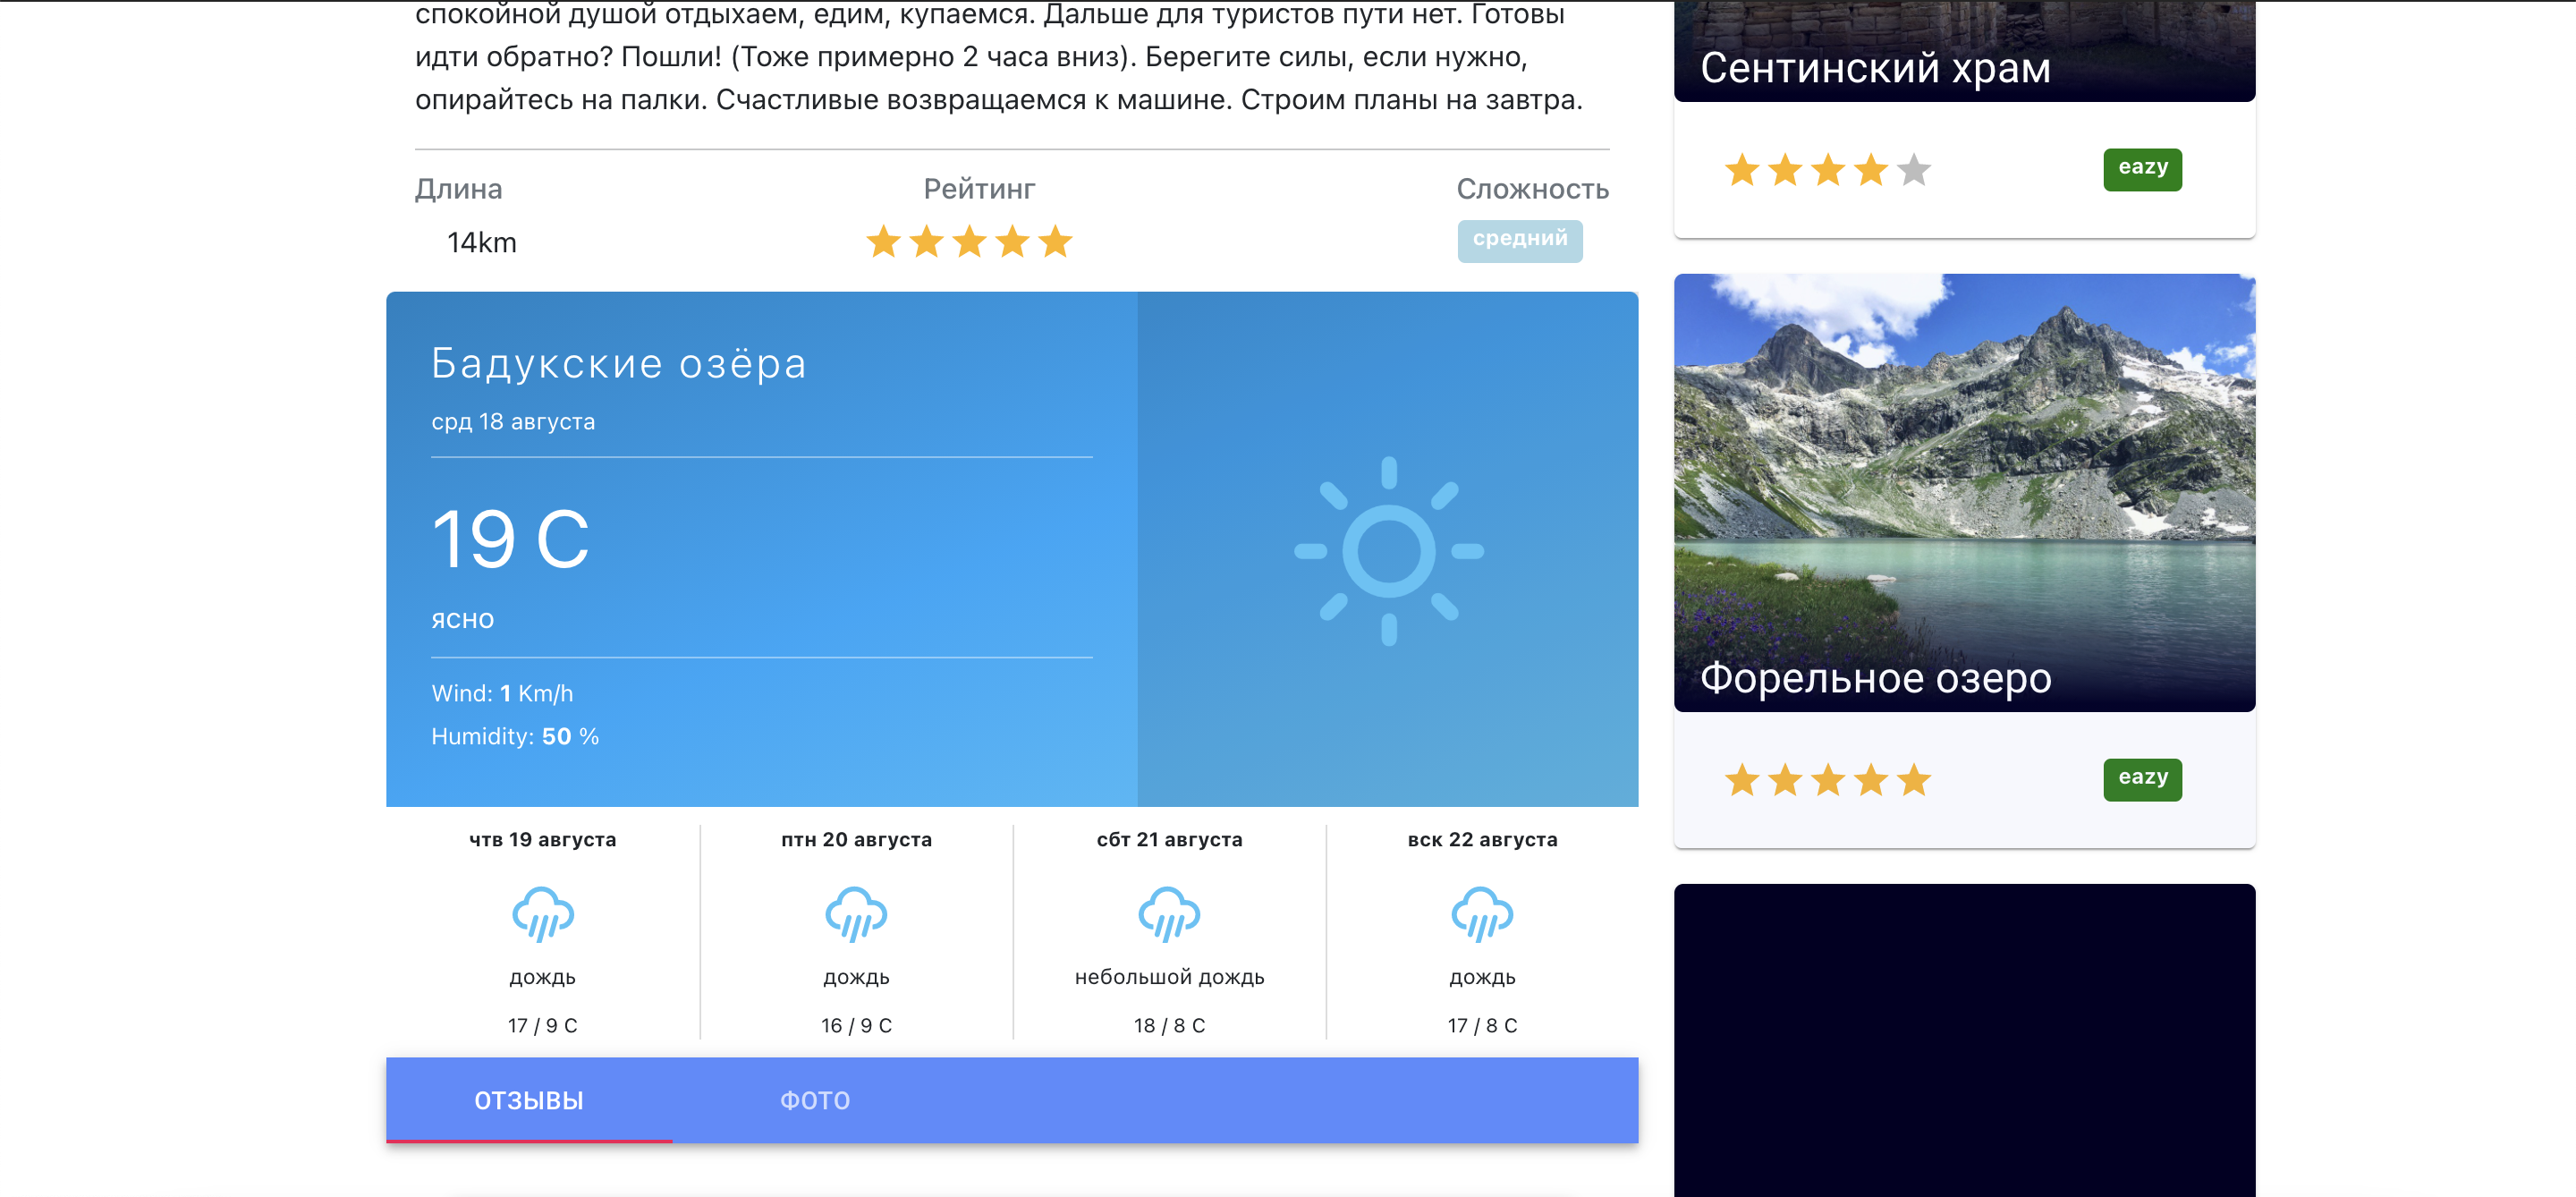 спокойной душой отдыхаем, едим, купаемся. Дальше для туристов пути нет. Готовы
идти обратно? Пошли! (Тоже примерно 2 часа вниз). Берегите силы, если нужно,
опирайтесь на палки. Счастливые возвращаемся к машине. Строим планы на завтра.
Длина
Рейтинг
Сложность
14km
средний
Бадукские озёра
срд 18 августа
19 C
ясно
Wind: 1 Km/h
Humidity: 50 %
чтв 19 августа
дождь
17 / 9 C
птн 20 августа
дождь
16 / 9 C
сбт 21 августа
небольшой дождь
18 / 8 C
вск 22 августа
дождь
17 / 8 C
ОТЗЫВЫ
ФОТО
Сентинский храм
eazy
Форельное озеро
eazy